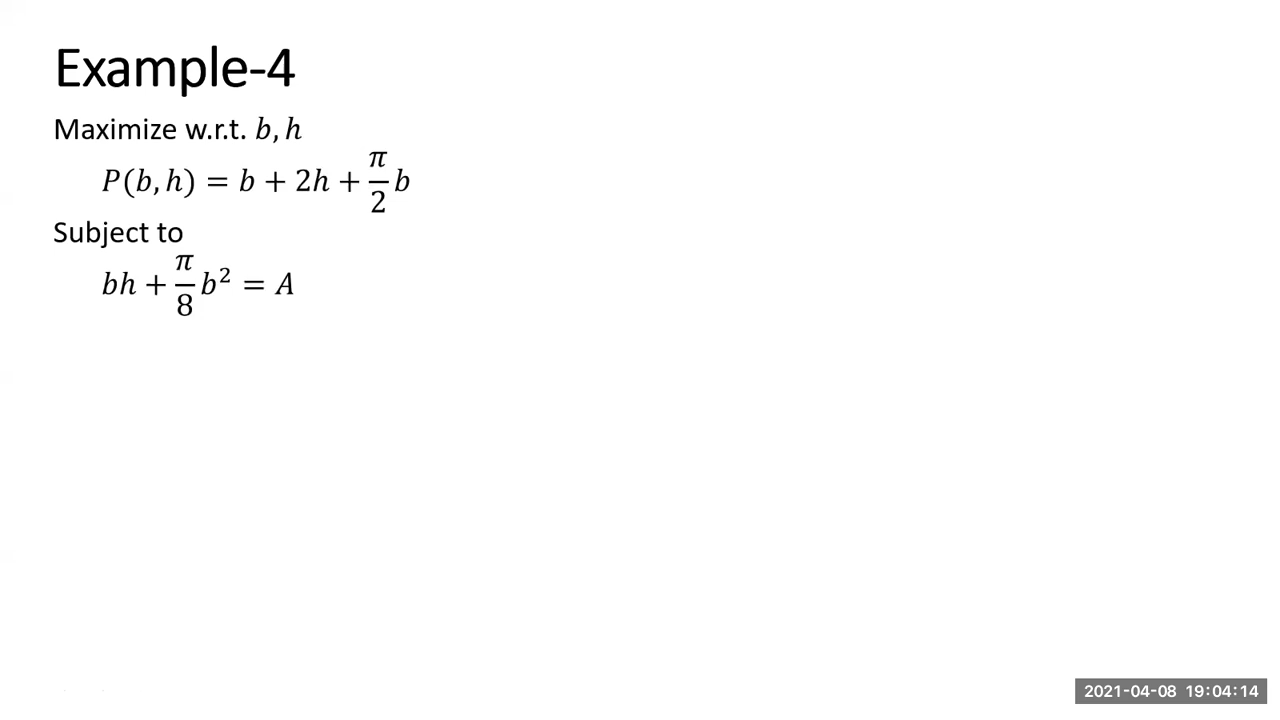 Example-4
Maximize w.r.t. b, h
P(b, h) = b + 2h + π/2 b
Subject to
bh + π/8 b² = A
2021-04-08 19:04:14